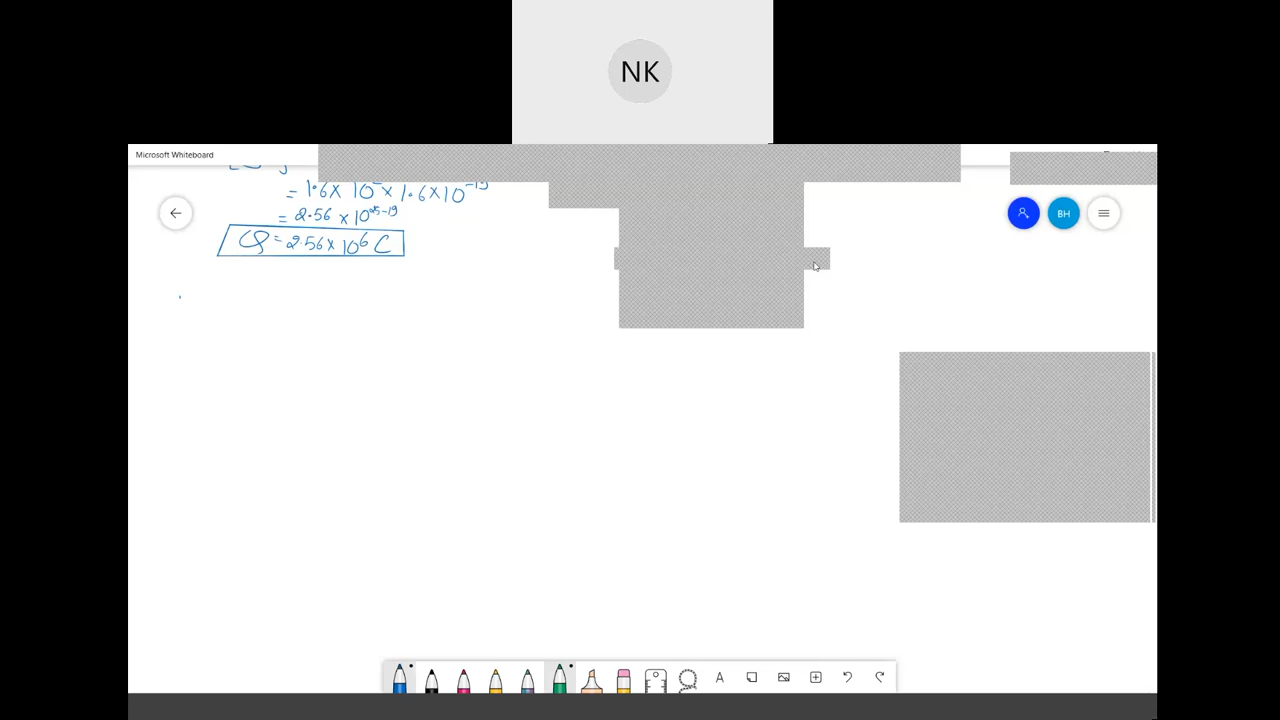 NK
Microsoft Whiteboard
= 1.6 × 10 × 1.6 × 10⁻¹⁹
= 2.56 × 10²⁵⁻¹⁹
BH
Q = 2.56 × 10⁶ C
A